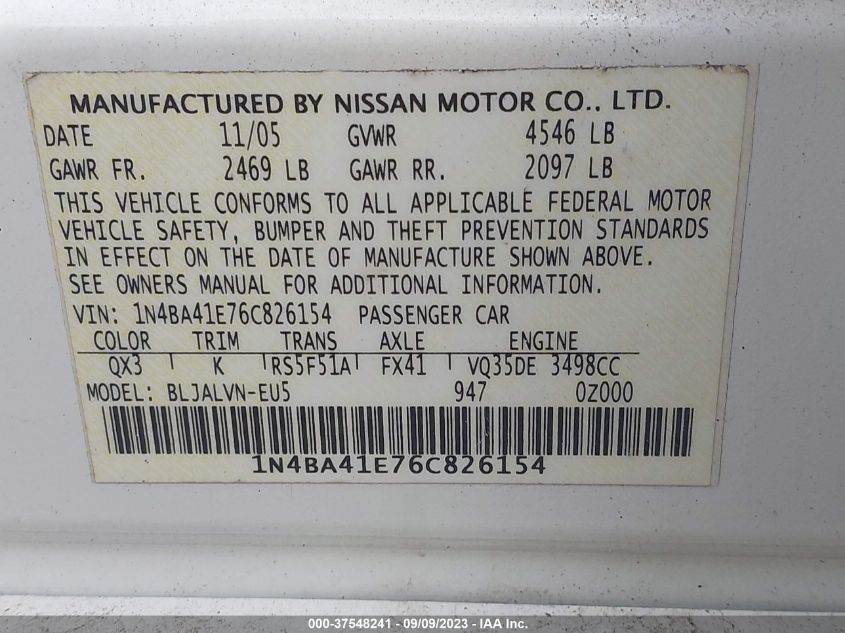 MANUFACTURED BY NISSAN MOTOR CO., LTD.
DATE 11/05 GVWR 4546 LB
GAWR FR. 2469 LB GAWR RR. 2097 LB
THIS VEHICLE CONFORMS TO ALL APPLICABLE FEDERAL MOTOR
VEHICLE SAFETY, BUMPER AND THEFT PREVENTION STANDARDS
IN EFFECT ON THE DATE OF MANUFACTURE SHOWN ABOVE.
SEE OWNERS MANUAL FOR ADDITIONAL INFORMATION.
VIN: 1N4BA41E76C826154 PASSENGER CAR
COLOR TRIM TRANS AXLE ENGINE
QX3 K RS5F51A FX41 VQ35DE 3498CC
MODEL: BLJALVN-EU5 947 0Z000
1N4BA41E76C826154
000-37548241 - 09/09/2023 - IAA Inc.